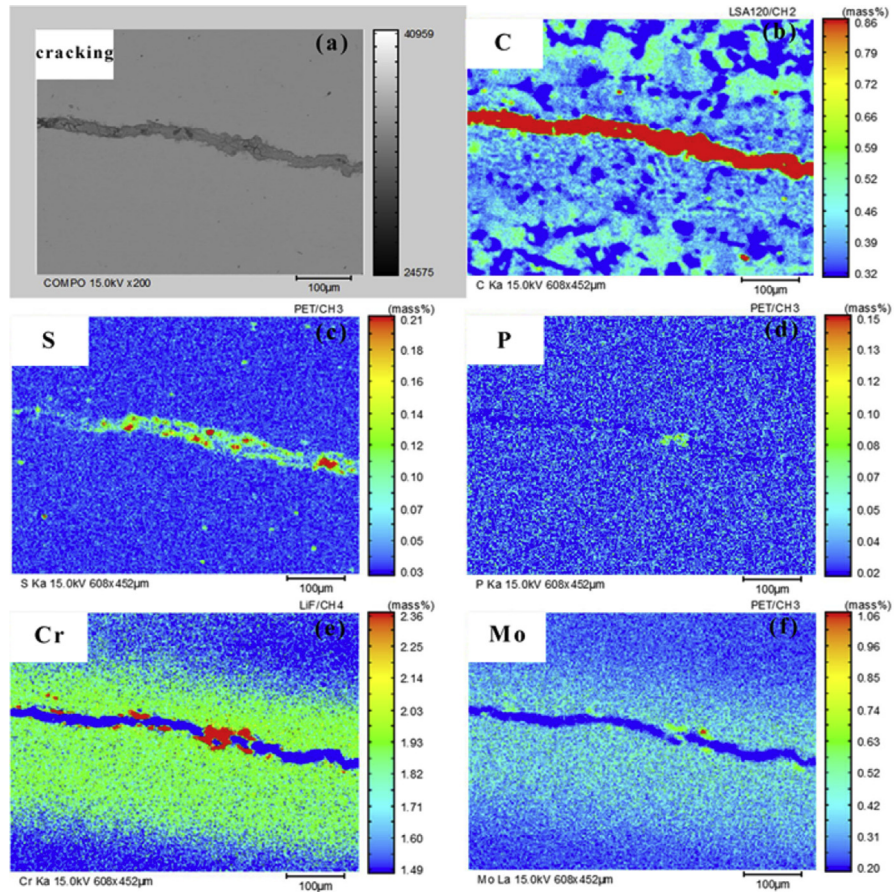 cracking
(a)
40959
24575
COMPO 15.0kV x200
100µm
LSA120/CH2
(mass%)
C
(b)
0.86
0.79
0.72
0.66
0.59
0.52
0.46
0.39
0.32
C Ka 15.0kV 608x452µm
100µm
PET/CH3
(mass%)
S
(c)
0.21
0.18
0.16
0.14
0.12
0.10
0.07
0.05
0.03
S Ka 15.0kV 608x452µm
100µm
PET/CH3
(mass%)
P
(d)
0.15
0.13
0.12
0.10
0.09
0.07
0.05
0.04
0.02
P Ka 15.0kV 608x452µm
100µm
LiF/CH4
(mass%)
Cr
(e)
2.36
2.25
2.14
2.03
1.93
1.82
1.71
1.60
1.49
Cr Ka 15.0kV 608x452µm
100µm
PET/CH3
(mass%)
Mo
(f)
1.06
0.95
0.85
0.74
0.63
0.52
0.42
0.31
0.20
Mo La 15.0kV 608x452µm
100µm